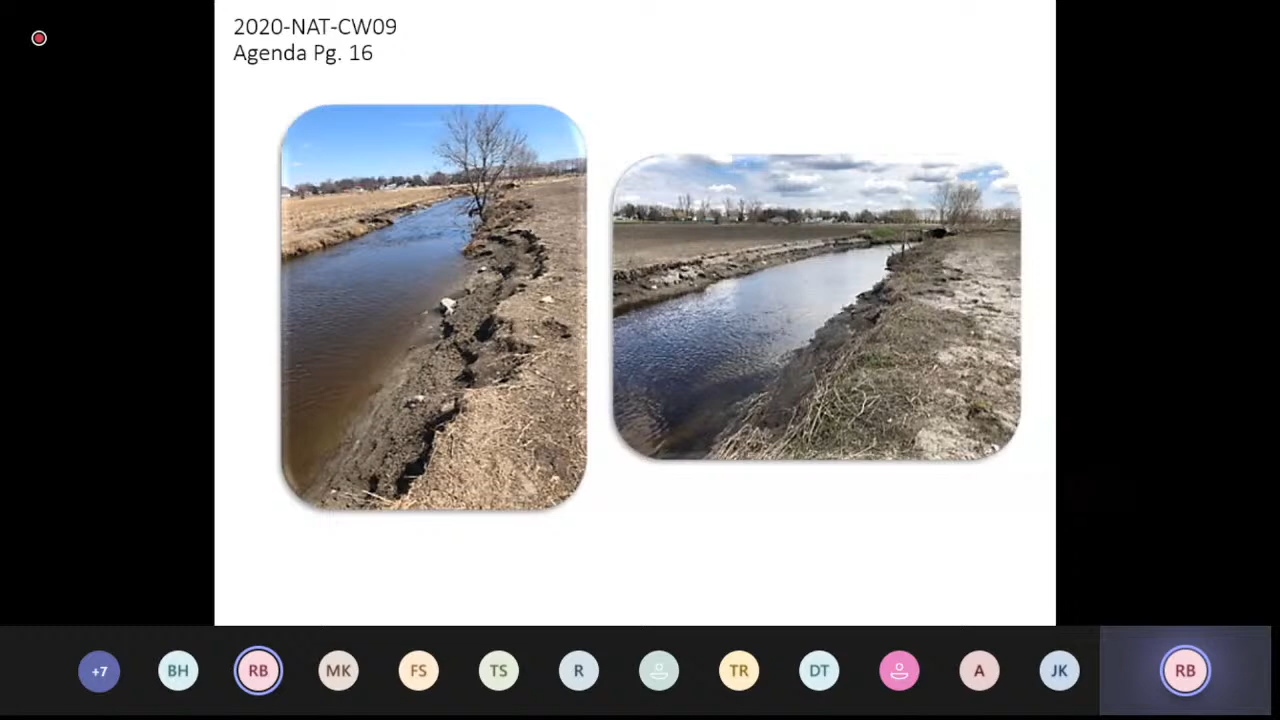 2020-NAT-CW09
Agenda Pg. 16
+7
BH
RB
MK
FS
TS
R
TR
DT
A
JK
RB